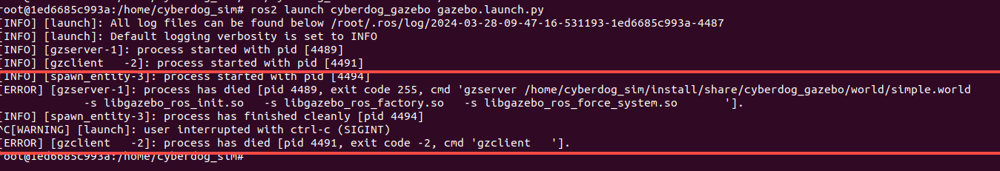 root@1ed6685c993a:/home/cyberdog_sim# ros2 launch cyberdog_gazebo gazebo.launch.py
[INFO] [launch]: All log files can be found below /root/.ros/log/2024-03-28-09-47-16-531193-1ed6685c993a-4487
[INFO] [launch]: Default logging verbosity is set to INFO
[INFO] [gzserver-1]: process started with pid [4489]
[INFO] [gzclient   -2]: process started with pid [4491]
[INFO] [spawn_entity-3]: process started with pid [4494]
[ERROR] [gzserver-1]: process has died [pid 4489, exit code 255, cmd 'gzserver /home/cyberdog_sim/install/share/cyberdog_gazebo/world/simple.world
-s libgazebo_ros_init.so   -s libgazebo_ros_factory.so   -s libgazebo_ros_force_system.so       '].
[INFO] [spawn_entity-3]: process has finished cleanly [pid 4494]
^C[WARNING] [launch]: user interrupted with ctrl-c (SIGINT)
[ERROR] [gzclient   -2]: process has died [pid 4491, exit code -2, cmd 'gzclient   '].
root@1ed6685c993a:/home/cyberdog_sim#